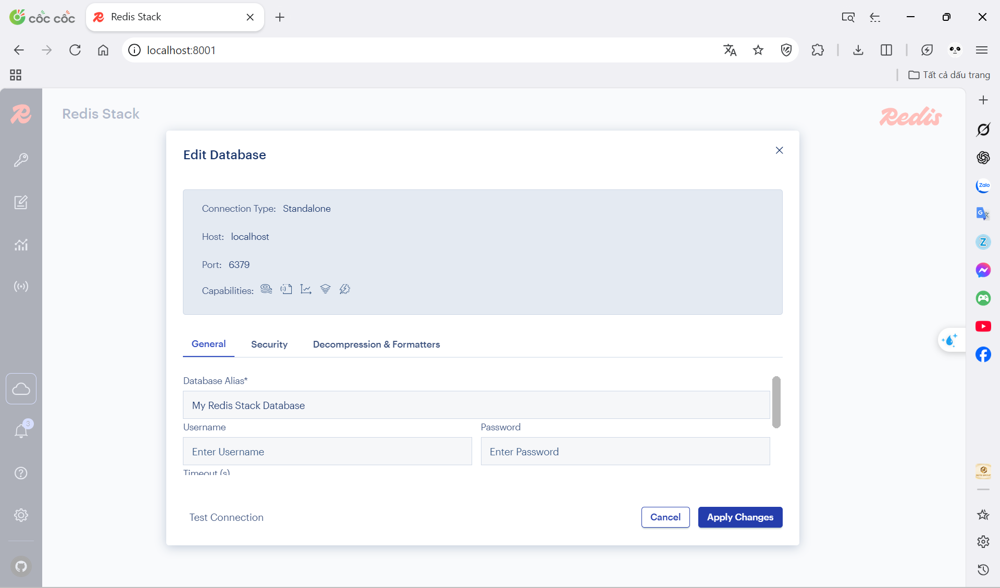 cốc cốc
Redis Stack
localhost:8001
Tất cả dấu trang
Redis Stack
Redis
Edit Database
Connection Type: Standalone
Host: localhost
Port: 6379
Capabilities:
General Security Decompression & Formatters
Database Alias*
My Redis Stack Database
Username Password
Enter Username Enter Password
Timeout (s)
Test Connection Cancel Apply Changes
3
Zalo